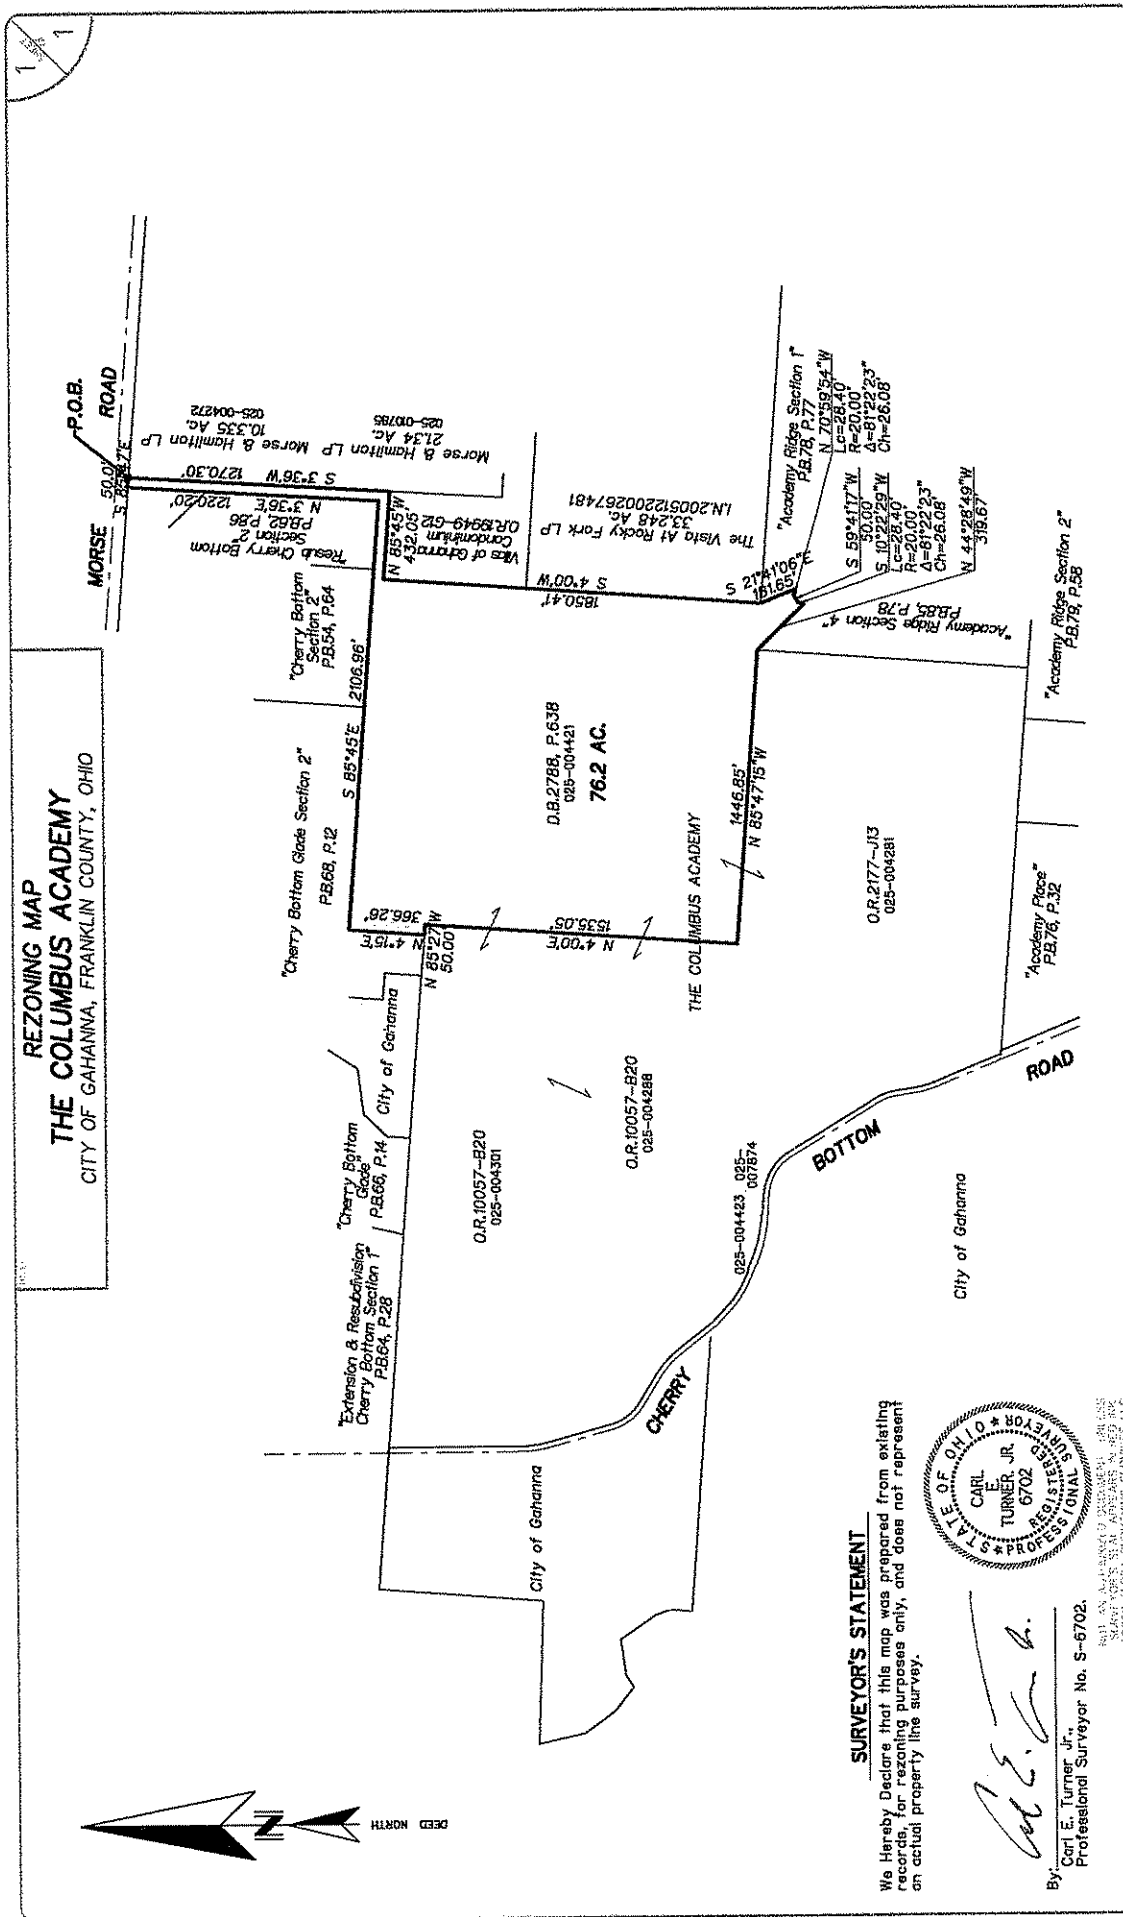 REZONING MAP
THE COLUMBUS ACADEMY
CITY OF GAHANNA, FRANKLIN COUNTY, OHIO
SHEET
1
1
P.O.B.
MORSE ROAD
50.0'
1270.30'
S 3°36'W
N 3°36'E
1220.20'
Morse & Hamilton LP
10.335 Ac.
025-004272
Morse & Hamilton LP
21.34 Ac.
025-010785
"Resub Cherry Bottom
Section 2"
P.B.62, P.86
"Cherry Bottom
Section 2"
P.B.54, P.64
"Cherry Bottom Glade Section 2"
P.B.68, P.12
S 85°45'E 2106.96'
N 85°45'W
432.05'
Villas of Gahanna
Condominium
O.R.19949-G12
The Vista At Rocky Fork LP
33.248 Ac.
I.N.200512200267481
S 4°00'W
1850.41'
S 21°41'06"E
161.65'
"Academy Ridge Section 1"
P.B.78, P.77
N 70°59'54"W
Lc=28.40'
R=20.00'
Δ=81°22'23"
Ch=26.08'
S 59°41'17"W
50.00'
S 10°22'29"W
Lc=28.40'
R=20.00'
Δ=81°22'23"
Ch=26.08'
N 44°28'49"W
319.67'
"Academy Ridge Section 4"
P.B.85, P.78
"Academy Ridge Section 2"
P.B.79, P.58
D.B.2788, P.638
025-004421
76.2 AC.
1446.85'
N 85°47'15"W
THE COLUMBUS ACADEMY
366.26'
N 4°15'E
N 85°27'W
50.00'
1535.05'
N 4°00'E
O.R.2177-J13
025-004281
"Academy Place"
P.B.76, P.32
"Extension & Resubdivision
Cherry Bottom Section 1"
P.B.64, P.28
"Cherry Bottom
Glade"
P.B.66, P.14
City of Gahanna
City of Gahanna
O.R.10057-B20
025-004301
O.R.10057-B20
025-004288
025-004423
025-
007874
CHERRY BOTTOM ROAD
City of Gahanna
City of Gahanna
N
DEED NORTH
SURVEYOR'S STATEMENT
We Hereby Declare that this map was prepared from existing
records, for rezoning purposes only, and does not represent
an actual property line survey.
By:
Carl E. Turner Jr.,
Professional Surveyor No. S-6702.
STATE OF OHIO
CARL
E.
TURNER, JR.
6702
REGISTERED
PROFESSIONAL SURVEYOR